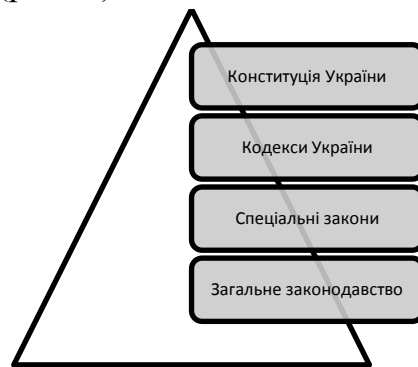 Конституція України
Кодекси України
Спеціальні закони
Загальне законодавство